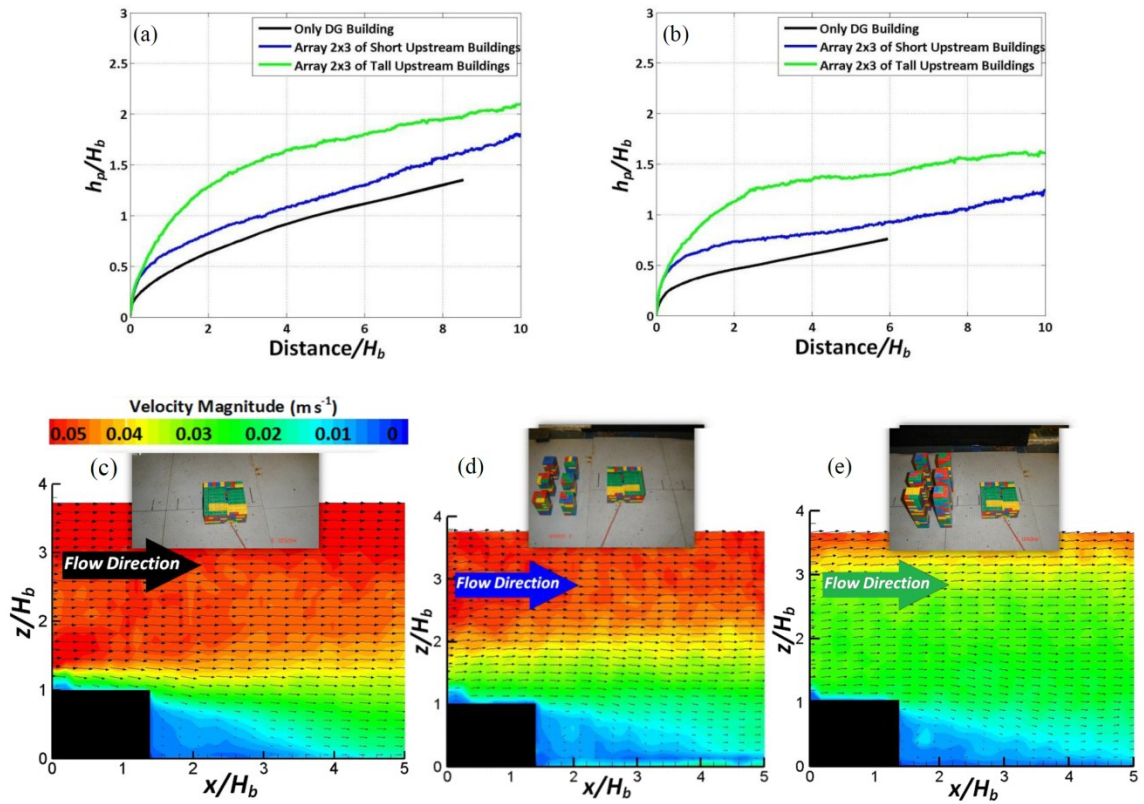 (a)
Only DG Building
Array 2x3 of Short Upstream Buildings
Array 2x3 of Tall Upstream Buildings
3
2.5
2
1.5
1
0.5
0
hp/Hb
0 2 4 6 8 10
Distance/Hb
(b)
Only DG Building
Array 2x3 of Short Upstream Buildings
Array 2x3 of Tall Upstream Buildings
3
2.5
2
1.5
1
0.5
0
hp/Hb
0 2 4 6 8 10
Distance/Hb
Velocity Magnitude (m s-1)
0.05 0.04 0.03 0.02 0.01 0
(c)
Flow Direction
4
3
2
1
0
z/Hb
0 1 2 3 4 5
x/Hb
(d)
Flow Direction
4
3
2
1
0
z/Hb
0 1 2 3 4 5
x/Hb
(e)
Flow Direction
4
3
2
1
0
z/Hb
0 1 2 3 4 5
x/Hb